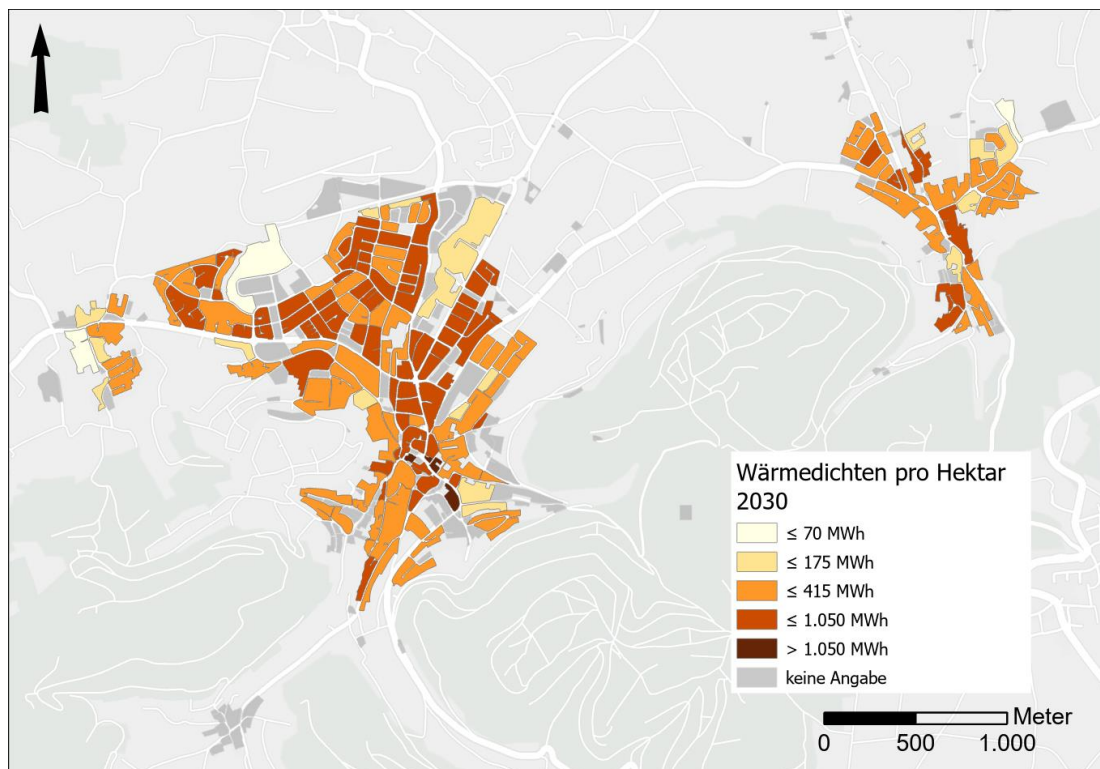 Wärmedichten pro Hektar
2030
≤ 70 MWh
≤ 175 MWh
≤ 415 MWh
≤ 1.050 MWh
> 1.050 MWh
keine Angabe
Meter
0 500 1.000